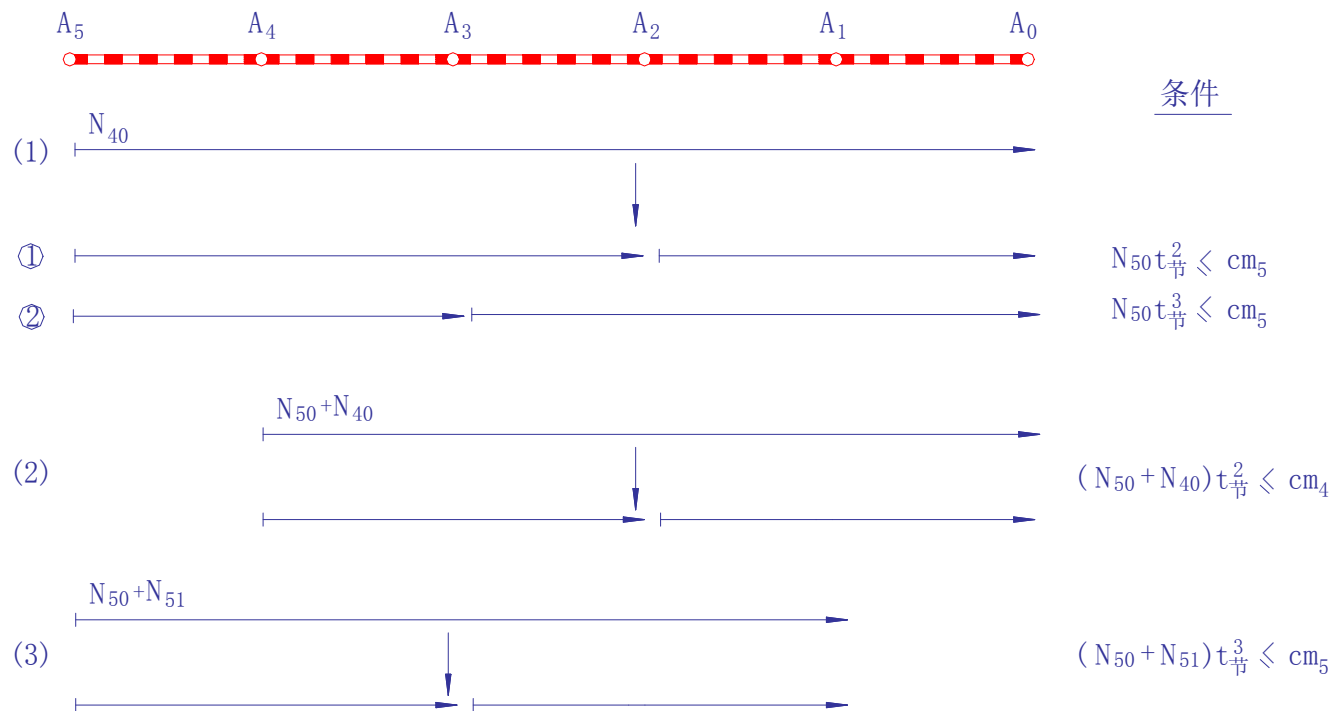 A₅ A₄ A₃ A₂ A₁ A₀
条件
(1) N₄₀
① N₅₀t²节 ≤ cm₅
② N₅₀t³节 ≤ cm₅
N₅₀+N₄₀
(2) (N₅₀+N₄₀)t²节 ≤ cm₄
N₅₀+N₅₁
(3) (N₅₀+N₅₁)t³节 ≤ cm₅